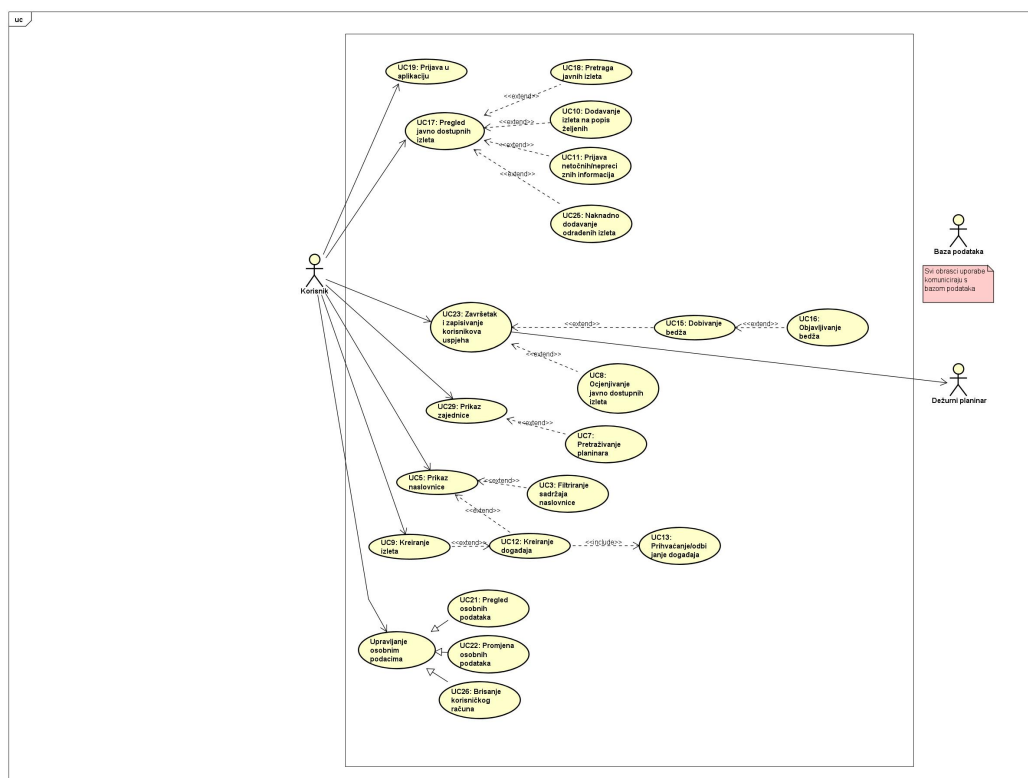 uc
UC19: Prijava u
aplikaciju
UC18: Pretraga
javnih izleta
<<extend>>
UC17: Pregled
javno dostupnih
izleta
UC10: Dodavanje
izleta na popis
željenih
<<extend>>
UC11: Prijava
netočnih/nepreci
znih informacija
<<extend>>
<<extend>>
UC25: Naknadno
dodavanje
odrađenih izleta
Baza podataka
Svi obrasci uporabe
komuniciraju s
bazom podataka
Korisnik
UC23: Završetak
i zapisivanje
korisnikova
uspjeha
<<extend>>
UC15: Dobivanje
bedža
<<extend>>
UC16:
Objavljivanje
bedža
<<extend>>
UC8:
Ocjenjivanje
javno dostupnih
izleta
Dežurni planinar
UC29: Prikaz
zajednice
<<extend>>
UC7:
Pretraživanje
planinara
UC5: Prikaz
naslovnice
<<extend>>
UC3: Filtriranje
sadržaja
naslovnice
<<extend>>
UC9: Kreiranje
izleta
<<extend>>
UC12: Kreiranje
događaja
<<include>>
UC13:
Prihvaćanje/odbi
janje događaja
UC21: Pregled
osobnih
podataka
Upravljanje
osobnim
podacima
UC22: Promjena
osobnih
podataka
UC26: Brisanje
korisničkog
računa